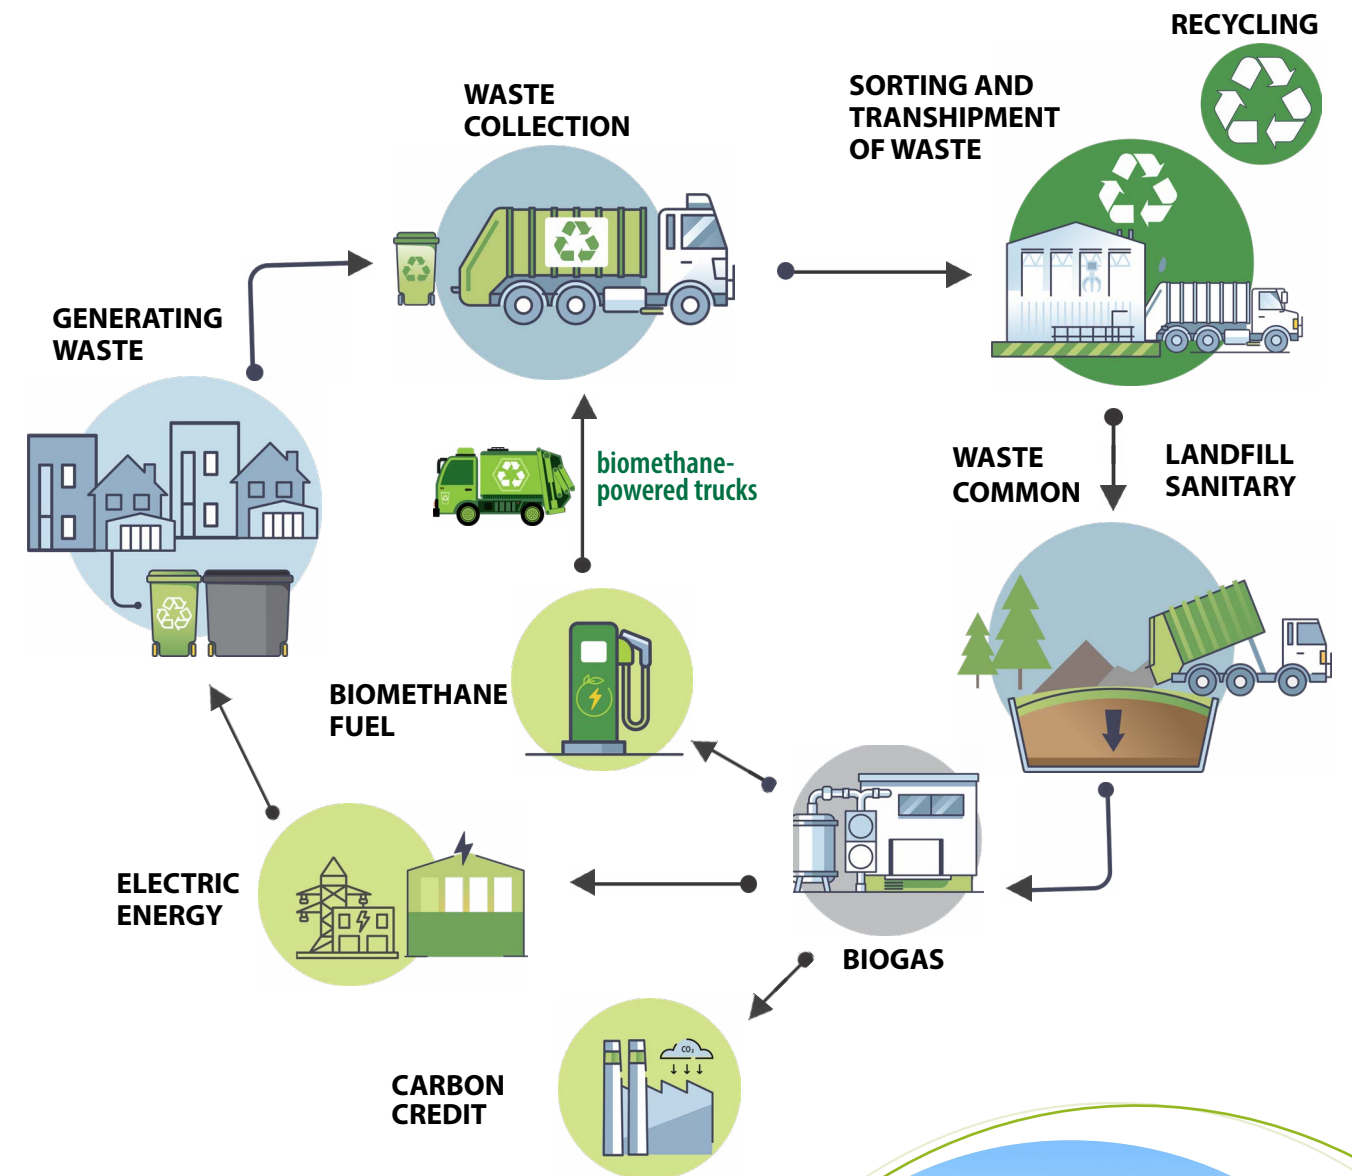 RECYCLING
WASTE
COLLECTION
SORTING AND
TRANSHIPMENT
OF WASTE
GENERATING
WASTE
biomethane-
powered trucks
WASTE
COMMON
LANDFILL
SANITARY
BIOMETHANE
FUEL
ELECTRIC
ENERGY
BIOGAS
CARBON
CREDIT
CO₂